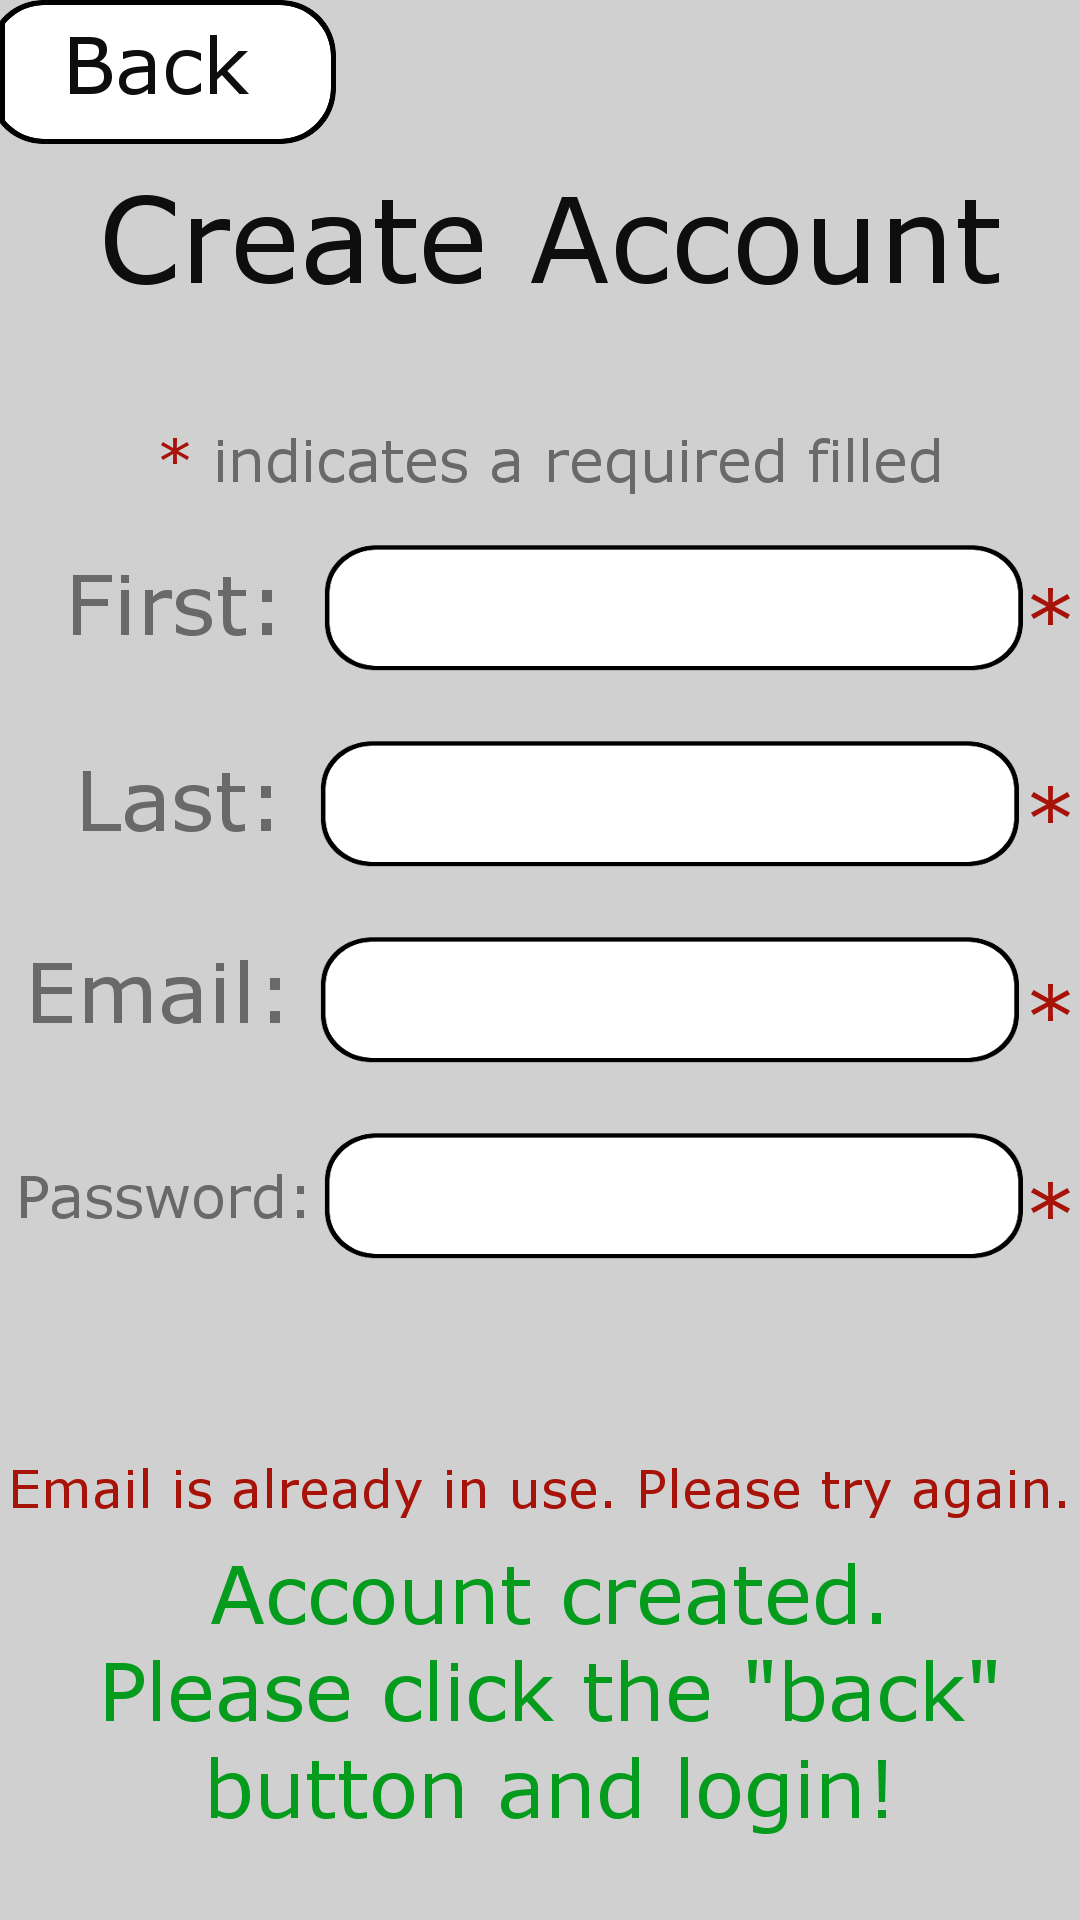 Back
Create Account
* indicates a required filled
First: *
Last: *
Email: *
Password: *
Email is already in use. Please try again.
Account created.
Please click the "back"
button and login!